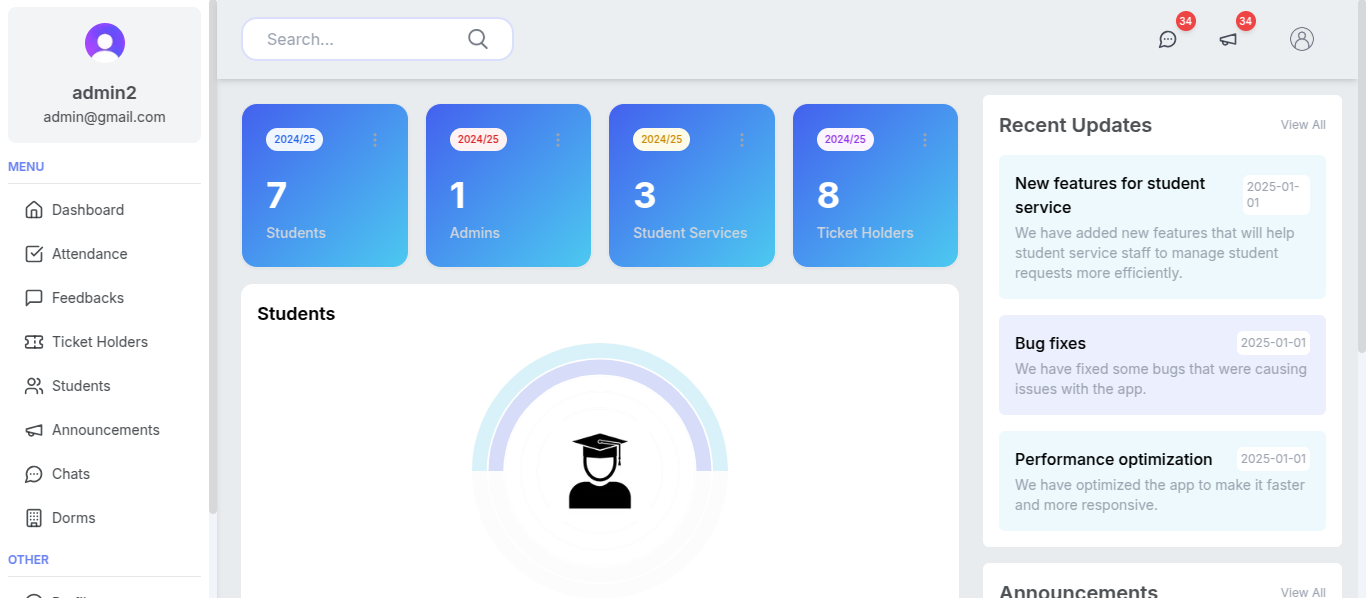 admin2
admin@gmail.com
MENU
Dashboard
Attendance
Feedbacks
Ticket Holders
Students
Announcements
Chats
Dorms
OTHER
Search...
34
34
2024/25
7
Students
2024/25
1
Admins
2024/25
3
Student Services
2024/25
8
Ticket Holders
Students
Recent Updates
View All
New features for student
service
2025-01-
01
We have added new features that will help
student service staff to manage student
requests more efficiently.
Bug fixes
2025-01-01
We have fixed some bugs that were causing
issues with the app.
Performance optimization
2025-01-01
We have optimized the app to make it faster
and more responsive.
Announcements
View All